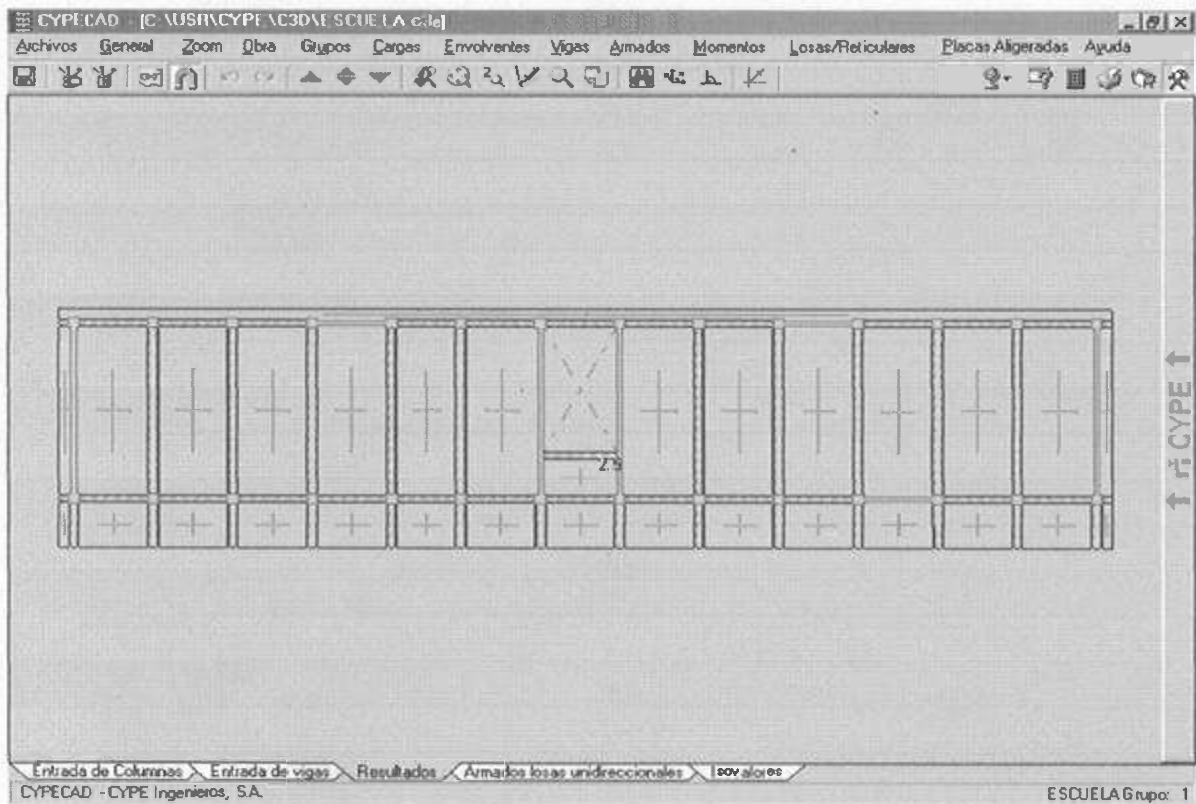 CYPECAD [C:\USR\CYPE\C3D\ESCUELA.c3e]
Archivos General Zoom Obra Grupos Cargas Envolventes Vigas Armados Momentos Losas/Reticulares Placas Aligeradas Ayuda
2.5
CYPE
Entrada de Columnas Entrada de vigas Resultados Armados losas unidireccionales Isovalores
CYPECAD - CYPE Ingenieros, S.A. ESCUELA Grupo: 1